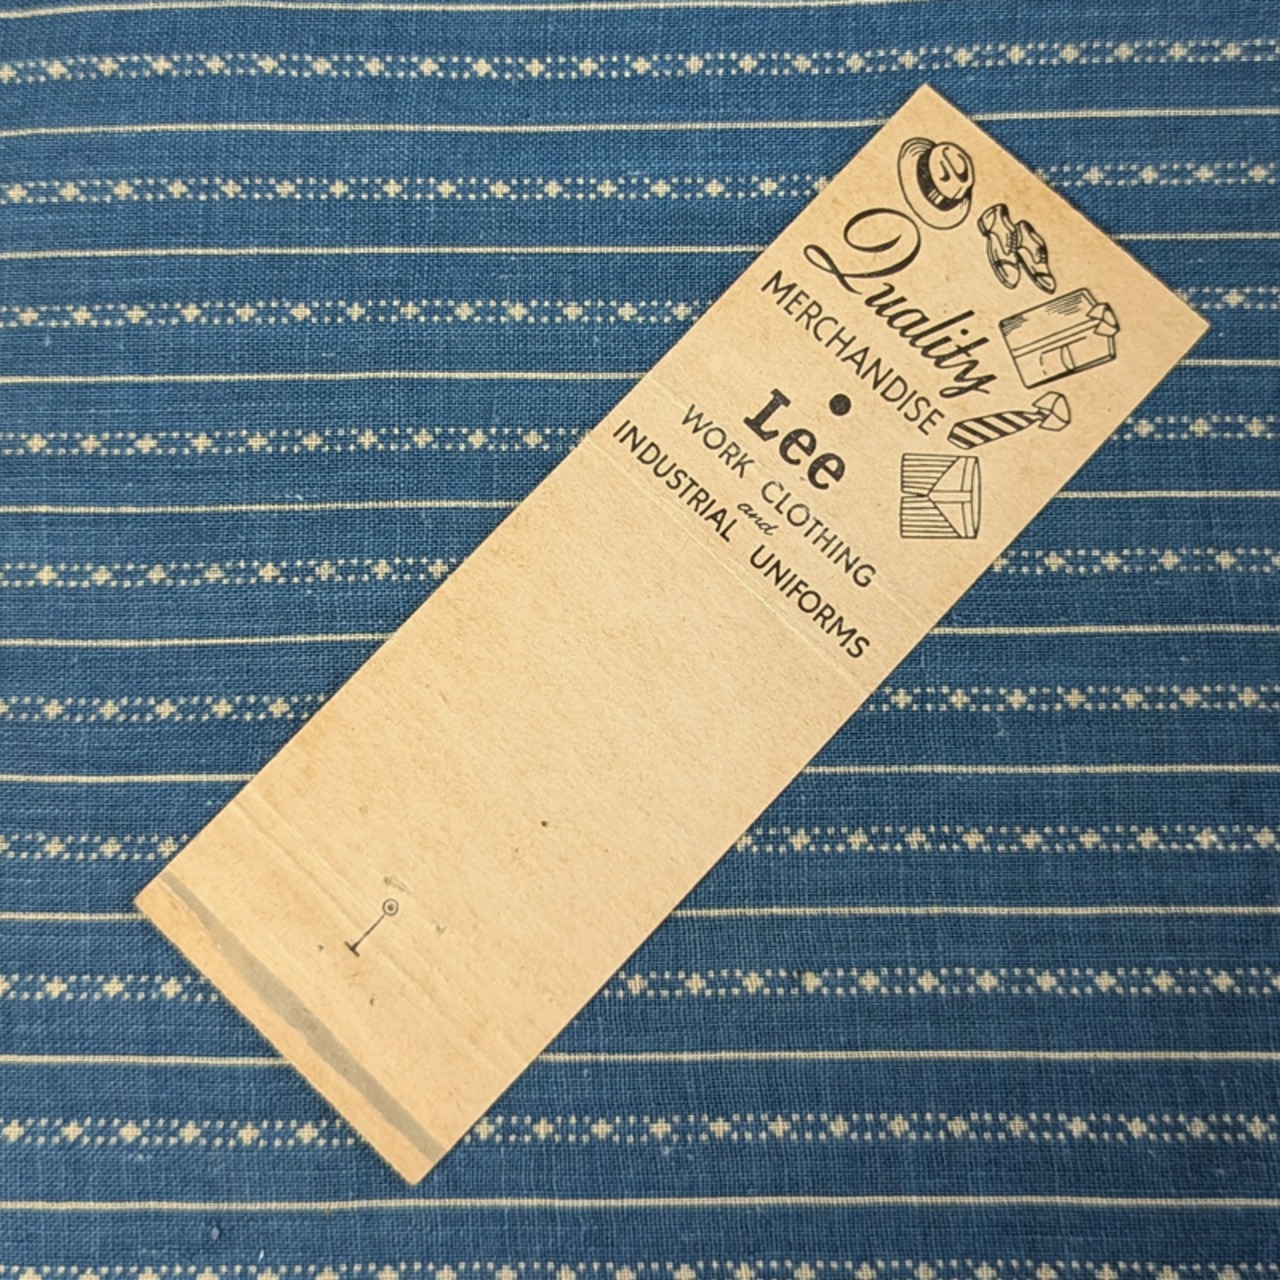 Quality
MERCHANDISE
•
Lee
WORK CLOTHING
and
INDUSTRIAL UNIFORMS